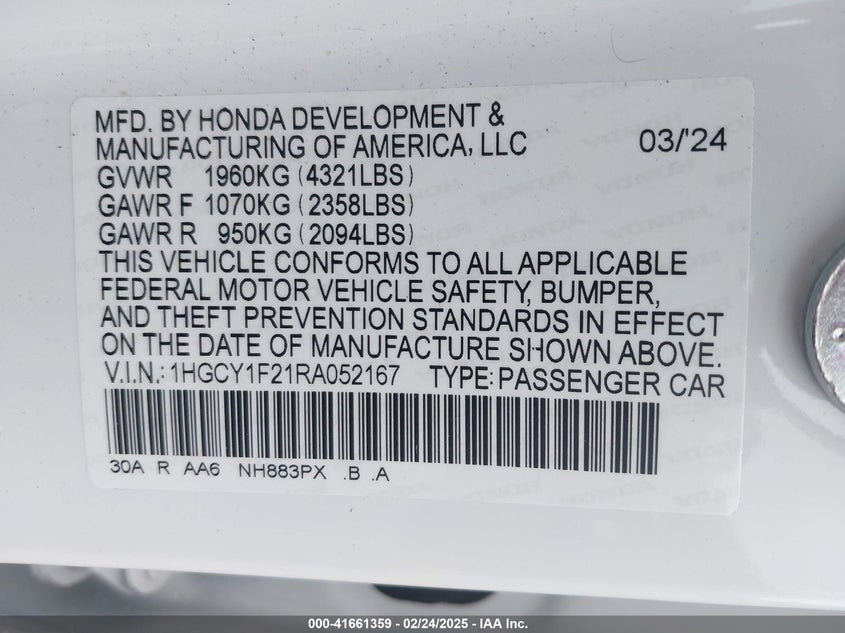 MFD. BY HONDA DEVELOPMENT &
MANUFACTURING OF AMERICA, LLC 03/'24
GVWR 1960KG (4321LBS)
GAWR F 1070KG (2358LBS)
GAWR R 950KG (2094LBS)
THIS VEHICLE CONFORMS TO ALL APPLICABLE
FEDERAL MOTOR VEHICLE SAFETY, BUMPER,
AND THEFT PREVENTION STANDARDS IN EFFECT
ON THE DATE OF MANUFACTURE SHOWN ABOVE.
V.I.N.: 1HGCY1F21RA052167 TYPE: PASSENGER CAR
30A R AA6 NH883PX .B .A
000-41661359 - 02/24/2025 - IAA Inc.